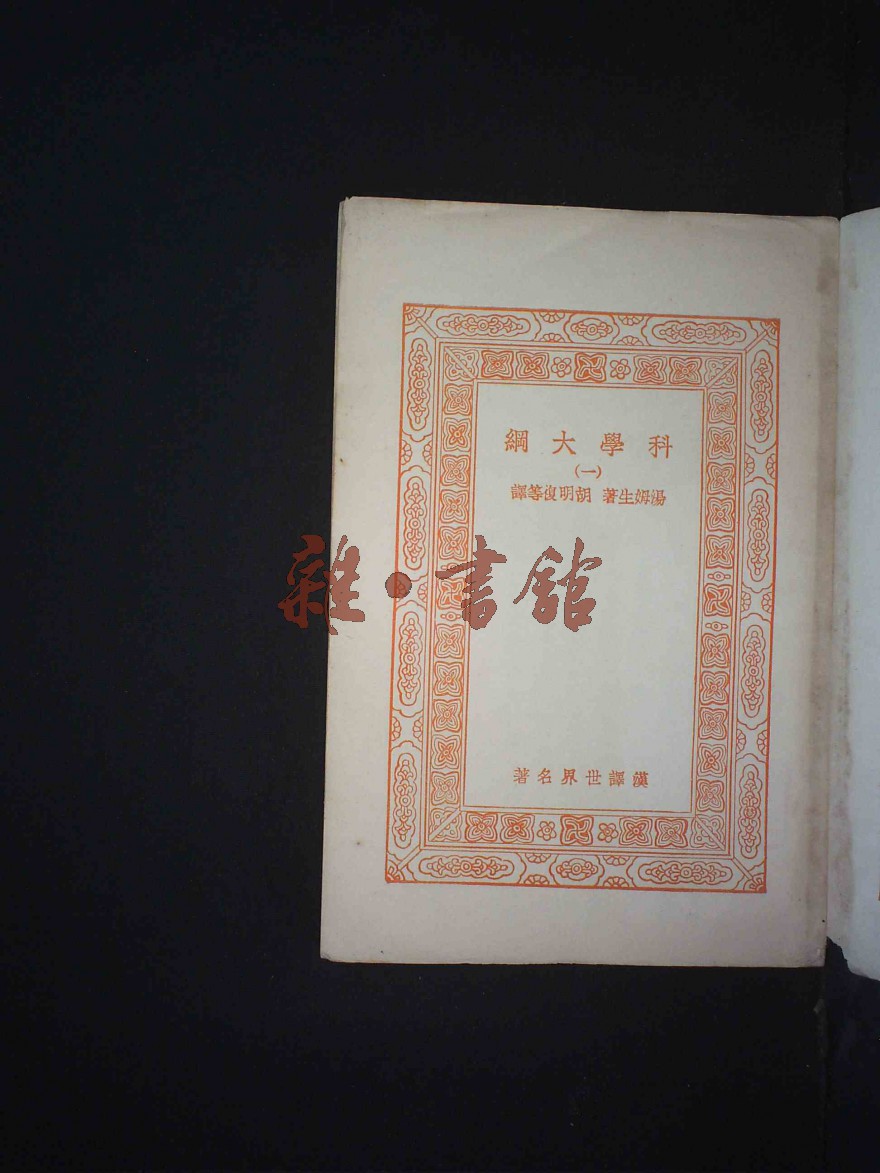 科學大綱
（一）
湯姆生著 胡明復等譯
雜·書館
漢譯世界名著